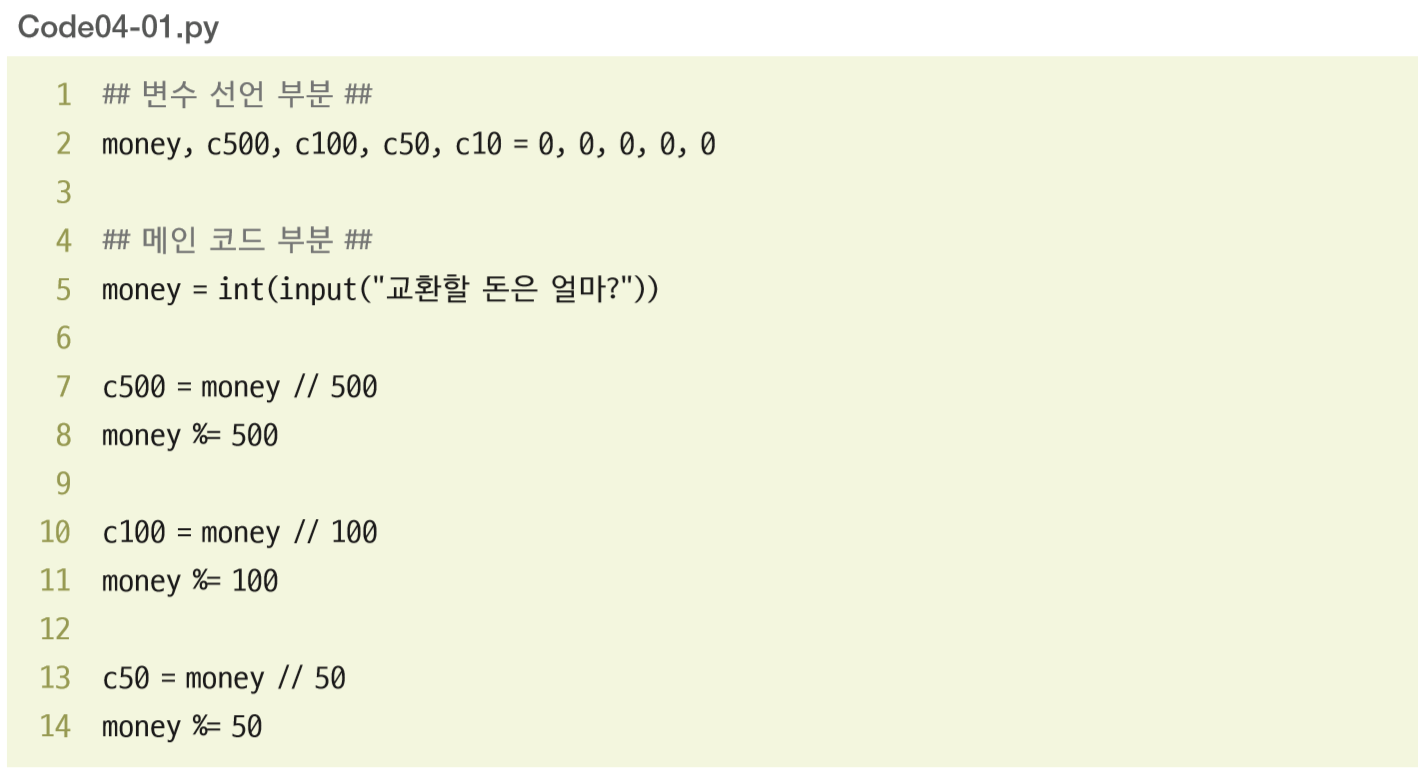 Code04-01.py
1 ## 변수 선언 부분 ##
2 money, c500, c100, c50, c10 = 0, 0, 0, 0, 0
3
4 ## 메인 코드 부분 ##
5 money = int(input("교환할 돈은 얼마?"))
6
7 c500 = money // 500
8 money %= 500
9
10 c100 = money // 100
11 money %= 100
12
13 c50 = money // 50
14 money %= 50